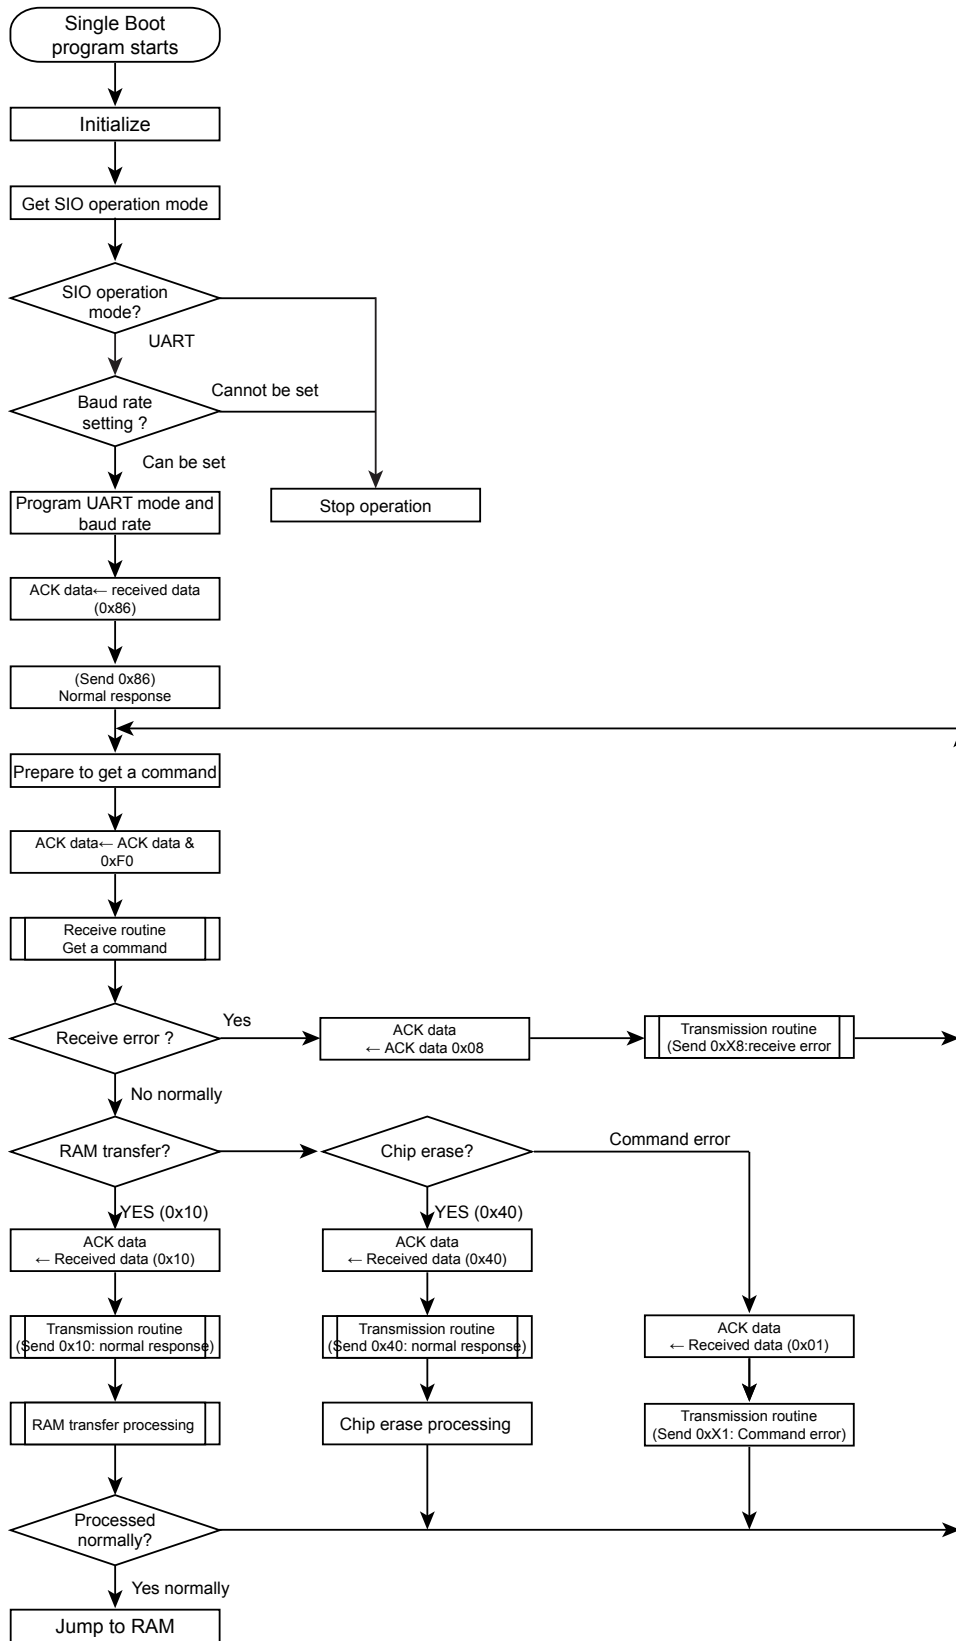 Single Boot
program starts
Initialize
Get SIO operation mode
SIO operation
mode?
UART
Baud rate
setting ?
Cannot be set
Can be set
Program UART mode and
baud rate
Stop operation
ACK data← received data
(0x86)
(Send 0x86)
Normal response
Prepare to get a command
ACK data← ACK data &
0xF0
Receive routine
Get a command
Receive error ?
Yes
ACK data
← ACK data 0x08
Transmission routine
(Send 0xX8:receive error
No normally
RAM transfer?
Chip erase?
Command error
YES (0x10)
YES (0x40)
ACK data
← Received data (0x10)
ACK data
← Received data (0x40)
Transmission routine
(Send 0x10: normal response)
Transmission routine
(Send 0x40: normal response)
ACK data
← Received data (0x01)
RAM transfer processing
Chip erase processing
Transmission routine
(Send 0xX1: Command error)
Processed
normally?
Yes normally
Jump to RAM